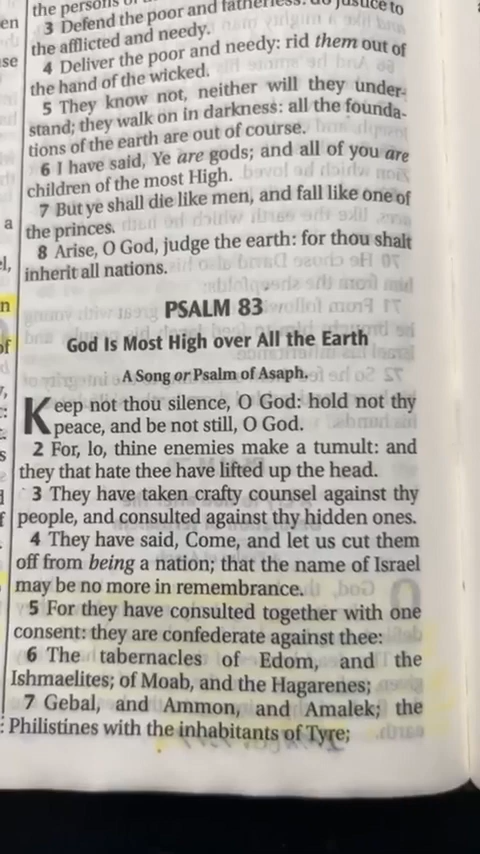 en
se
a
el,
n
of
y,
s
d
f
the persons of
3 Defend the poor and fatherless: do justice to
the afflicted and needy.
4 Deliver the poor and needy: rid them out of
the hand of the wicked.
5 They know not, neither will they under-
stand; they walk on in darkness: all the founda-
tions of the earth are out of course.
6 I have said, Ye are gods; and all of you are
children of the most High.
7 But ye shall die like men, and fall like one of
the princes.
8 Arise, O God, judge the earth: for thou shalt
inherit all nations.
PSALM 83
God Is Most High over All the Earth
A Song or Psalm of Asaph.
Keep not thou silence, O God: hold not thy
peace, and be not still, O God.
2 For, lo, thine enemies make a tumult: and
they that hate thee have lifted up the head.
3 They have taken crafty counsel against thy
people, and consulted against thy hidden ones.
4 They have said, Come, and let us cut them
off from being a nation; that the name of Israel
may be no more in remembrance.
5 For they have consulted together with one
consent: they are confederate against thee:
6 The tabernacles of Edom, and the
Ishmaelites; of Moab, and the Hagarenes;
7 Gebal, and Ammon, and Amalek; the
Philistines with the inhabitants of Tyre;